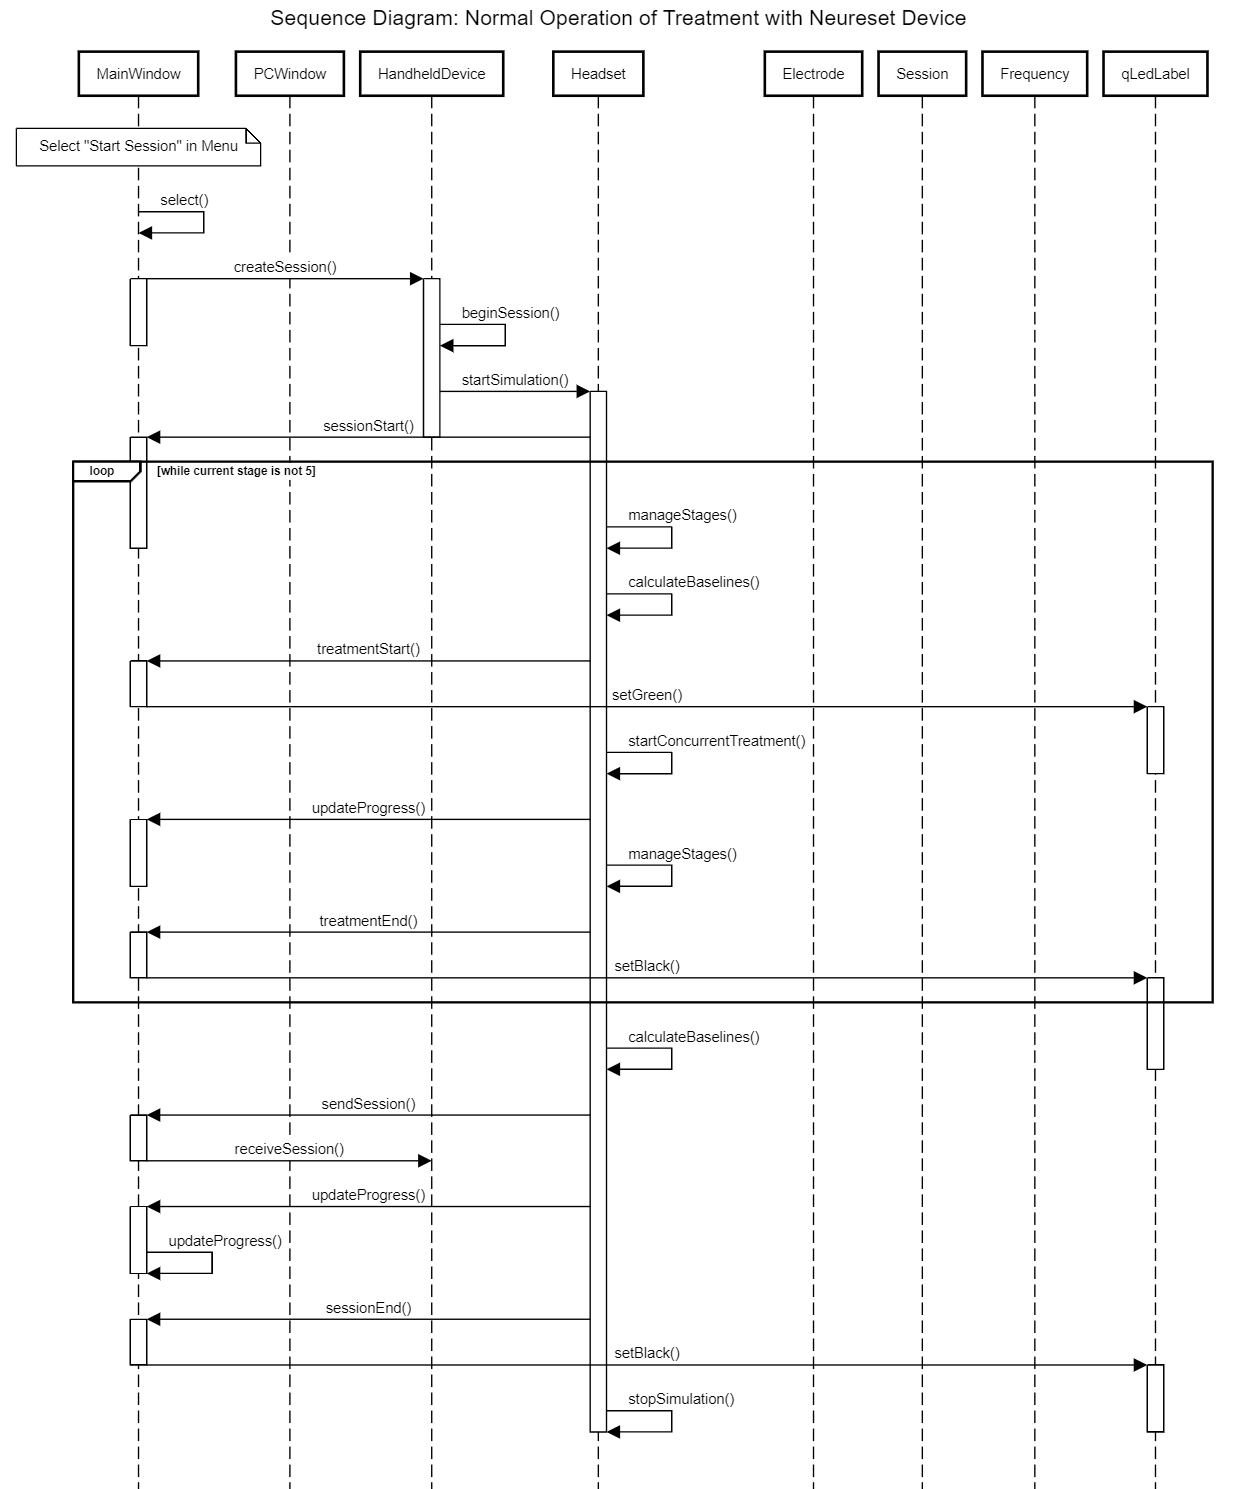 Sequence Diagram: Normal Operation of Treatment with Neureset Device
MainWindow
PCWindow
HandheldDevice
Headset
Electrode
Session
Frequency
qLedLabel
Select "Start Session" in Menu
select()
createSession()
beginSession()
startSimulation()
sessionStart()
loop
[while current stage is not 5]
manageStages()
calculateBaselines()
treatmentStart()
setGreen()
startConcurrentTreatment()
updateProgress()
manageStages()
treatmentEnd()
setBlack()
calculateBaselines()
sendSession()
receiveSession()
updateProgress()
updateProgress()
sessionEnd()
setBlack()
stopSimulation()